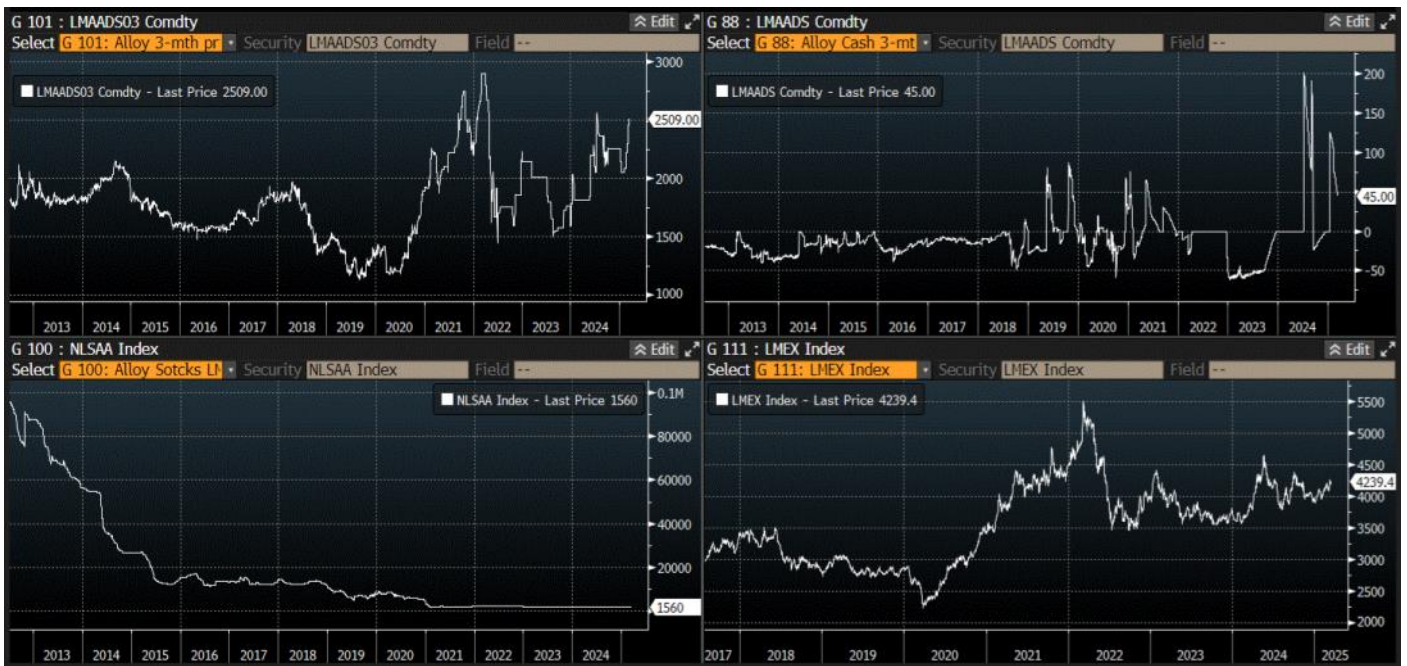 G 101 : LMAADS03 Comdty
Edit
Select G 101: Alloy 3-mth pr Security LMAADS03 Comdty Field --
LMAADS03 Comdty - Last Price 2509.00
3000
2509.00
2000
1500
1000
2013 2014 2015 2016 2017 2018 2019 2020 2021 2022 2023 2024
G 88 : LMAADS Comdty
Edit
Select G 88: Alloy Cash 3-mt Security LMAADS Comdty Field --
LMAADS Comdty - Last Price 45.00
200
150
100
45.00
0
-50
2013 2014 2015 2016 2017 2018 2019 2020 2021 2022 2023 2024
G 100 : NLSAA Index
Edit
Select G 100: Alloy Sotcks LM Security NLSAA Index Field --
NLSAA Index - Last Price 1560
0.1M
80000
60000
40000
20000
1560
2013 2014 2015 2016 2017 2018 2019 2020 2021 2022 2023 2024
G 111 : LMEX Index
Edit
Select G 111: LMEX Index Security LMEX Index Field --
LMEX Index - Last Price 4239.4
5500
5000
4500
4239.4
4000
3500
3000
2500
2000
2017 2018 2019 2020 2021 2022 2023 2024 2025